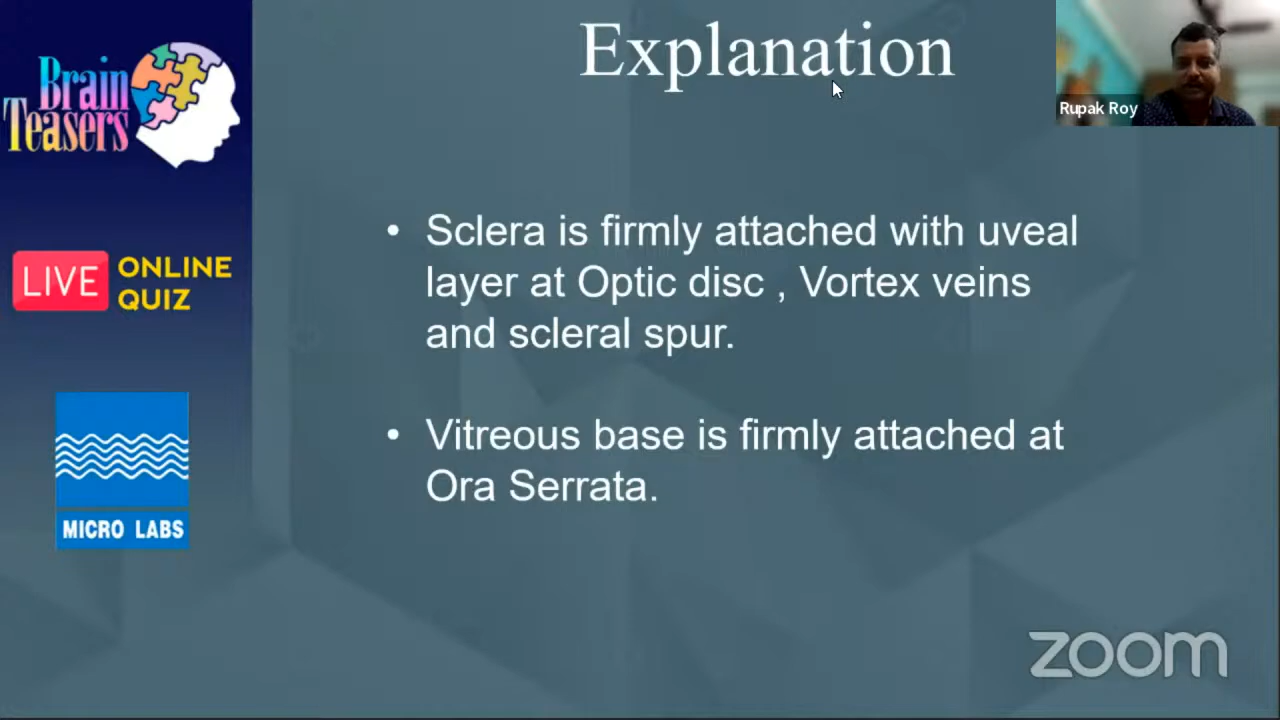 Explanation
Rupak Roy
Brain
Teasers
LIVE ONLINE
QUIZ
• Sclera is firmly attached with uveal
layer at Optic disc , Vortex veins
and scleral spur.
• Vitreous base is firmly attached at
Ora Serrata.
MICRO LABS
zoom